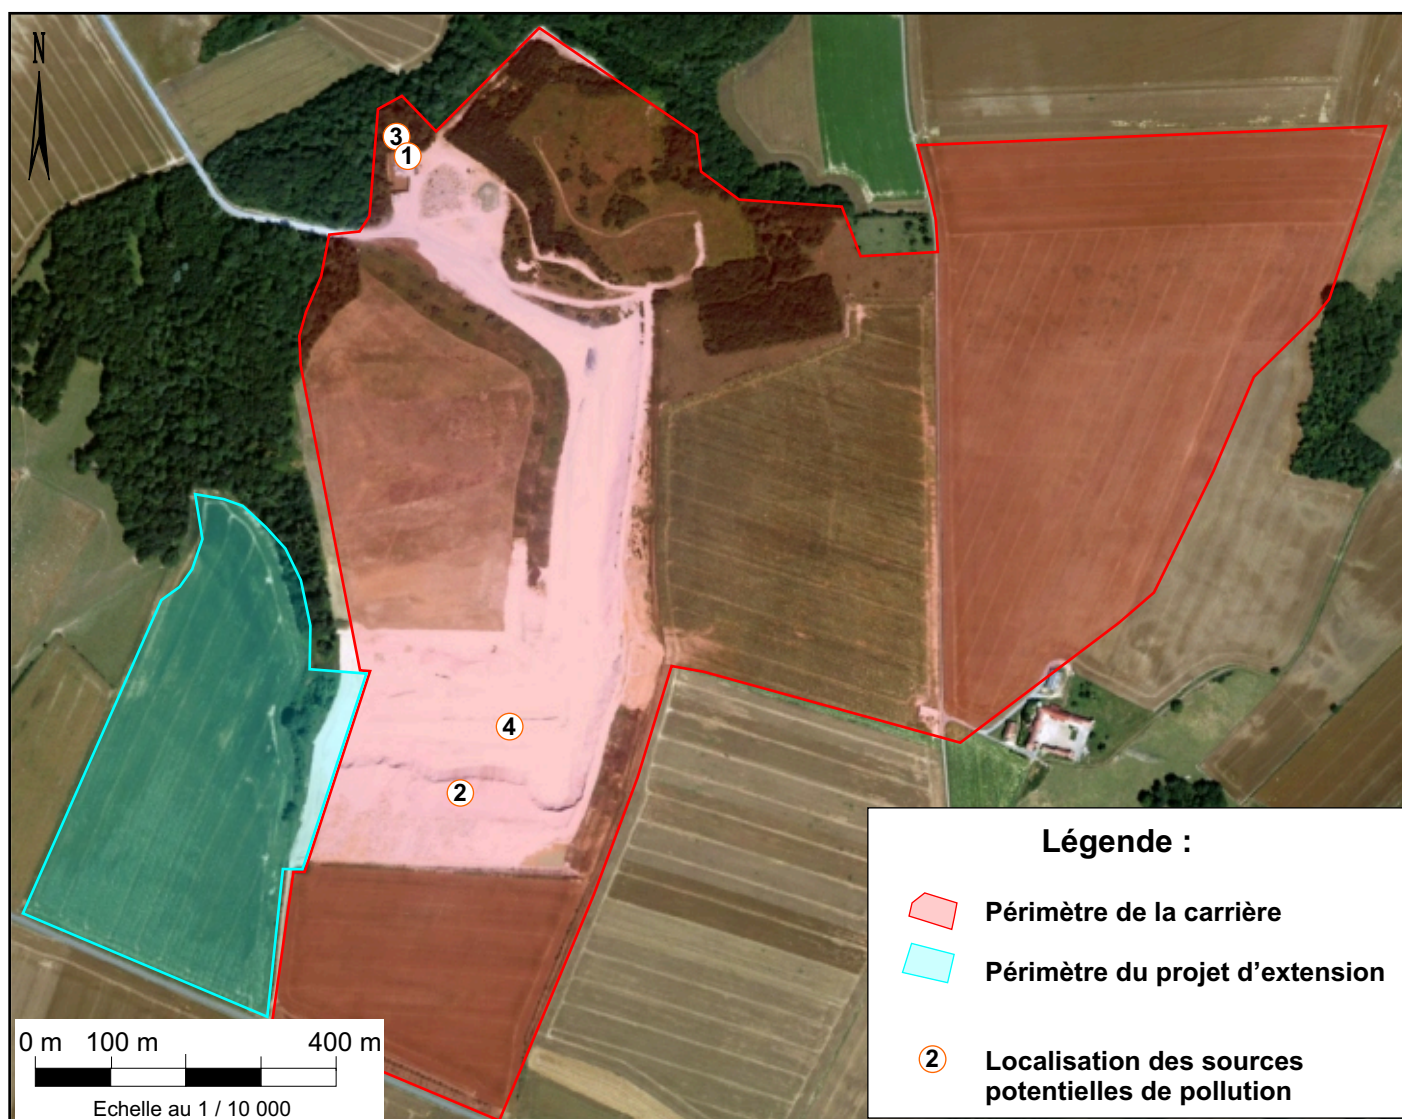 N
3
1
4
2
Légende :
Périmètre de la carrière
Périmètre du projet d'extension
2
Localisation des sources
potentielles de pollution
0 m 100 m 400 m
Echelle au 1 / 10 000